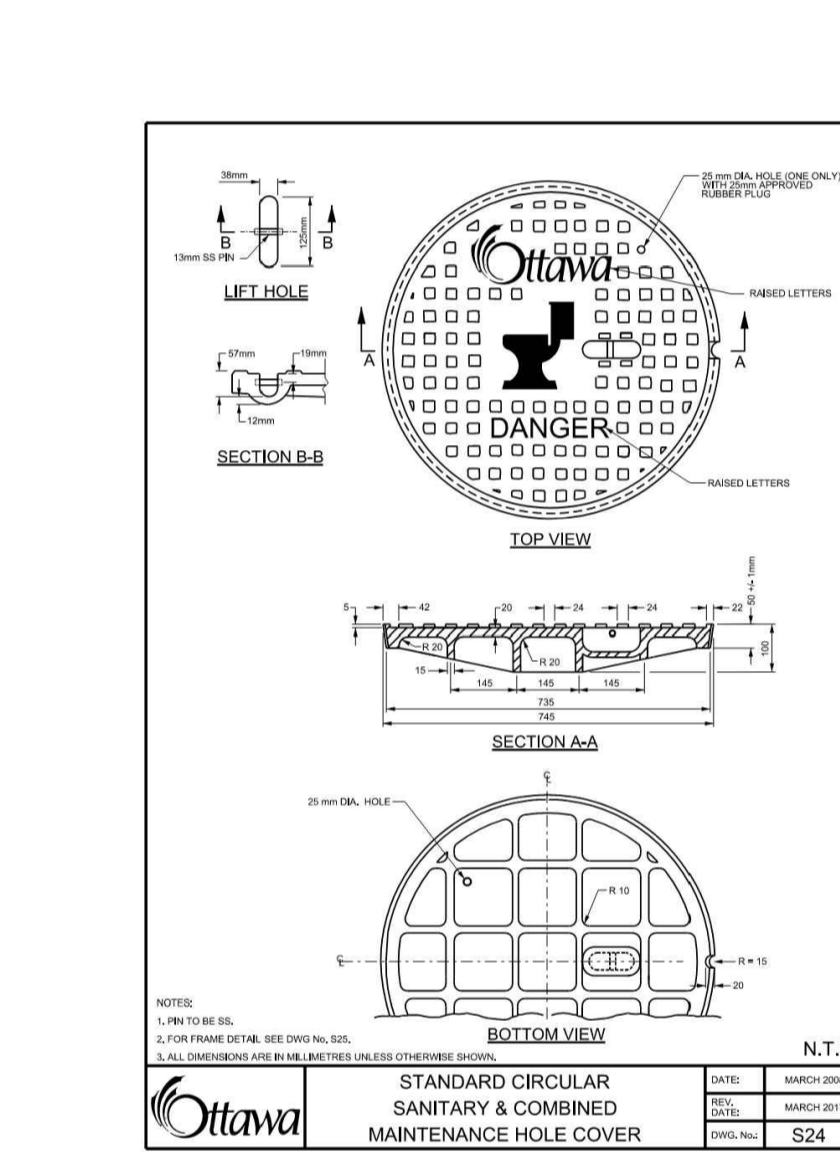 38mm
B
B
125mm
13mm SS PIN
LIFT HOLE
57mm
19mm
12mm
SECTION B-B
25 mm DIA. HOLE (ONE ONLY)
WITH 25mm APPROVED
RUBBER PLUG
Ottawa
RAISED LETTERS
A
A
DANGER
RAISED LETTERS
TOP VIEW
5
42
20
24
24
22
50 +/- 1mm
R 20
R 20
100
15
145
145
145
735
745
SECTION A-A
25 mm DIA. HOLE
R 10
R = 15
20
BOTTOM VIEW
NOTES:
1. PIN TO BE SS.
2. FOR FRAME DETAIL SEE DWG No. S25.
3. ALL DIMENSIONS ARE IN MILLIMETRES UNLESS OTHERWISE SHOWN.
N.T.
Ottawa
STANDARD CIRCULAR
SANITARY & COMBINED
MAINTENANCE HOLE COVER
DATE:
MARCH 200
REV.
DATE:
MARCH 201
DWG. No.:
S24